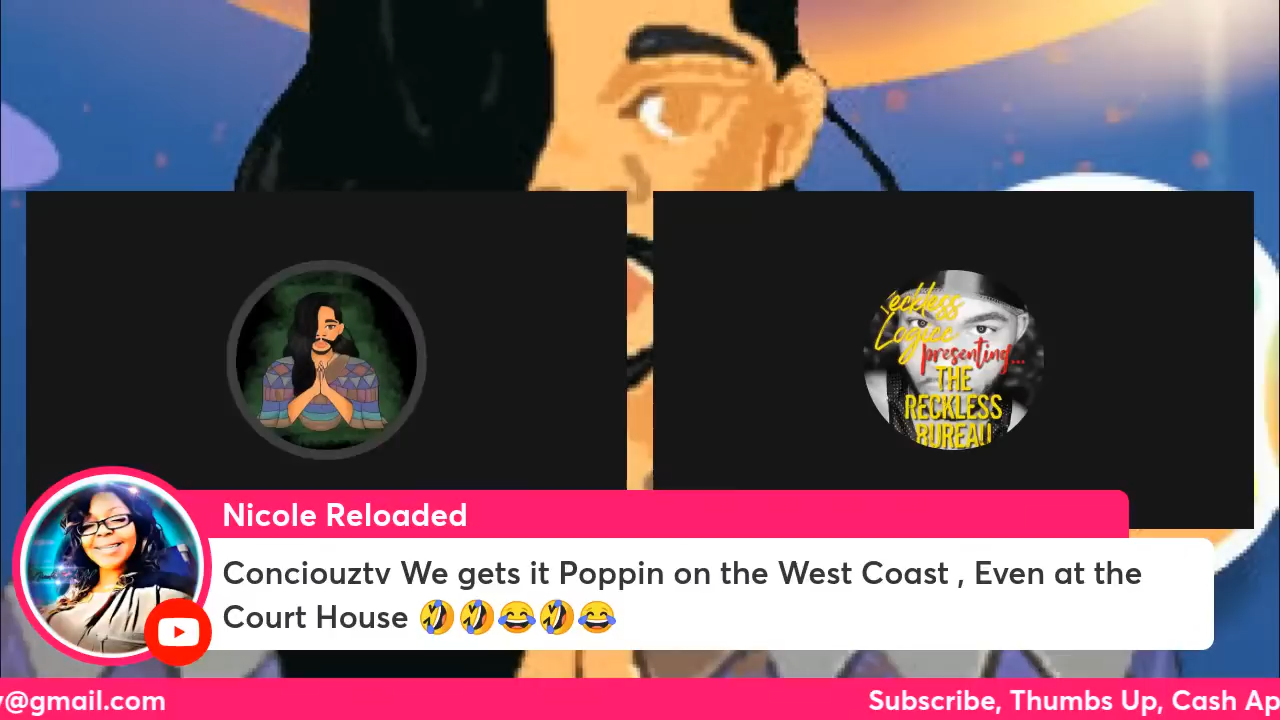 Reckless
Logicc
presenting...
THE
RECKLESS
BUREAU
Nicole Reloaded
Conciouztv We gets it Poppin on the West Coast , Even at the
Court House 🤣🤣😂🤣😂
y@gmail.com Subscribe, Thumbs Up, Cash Ap